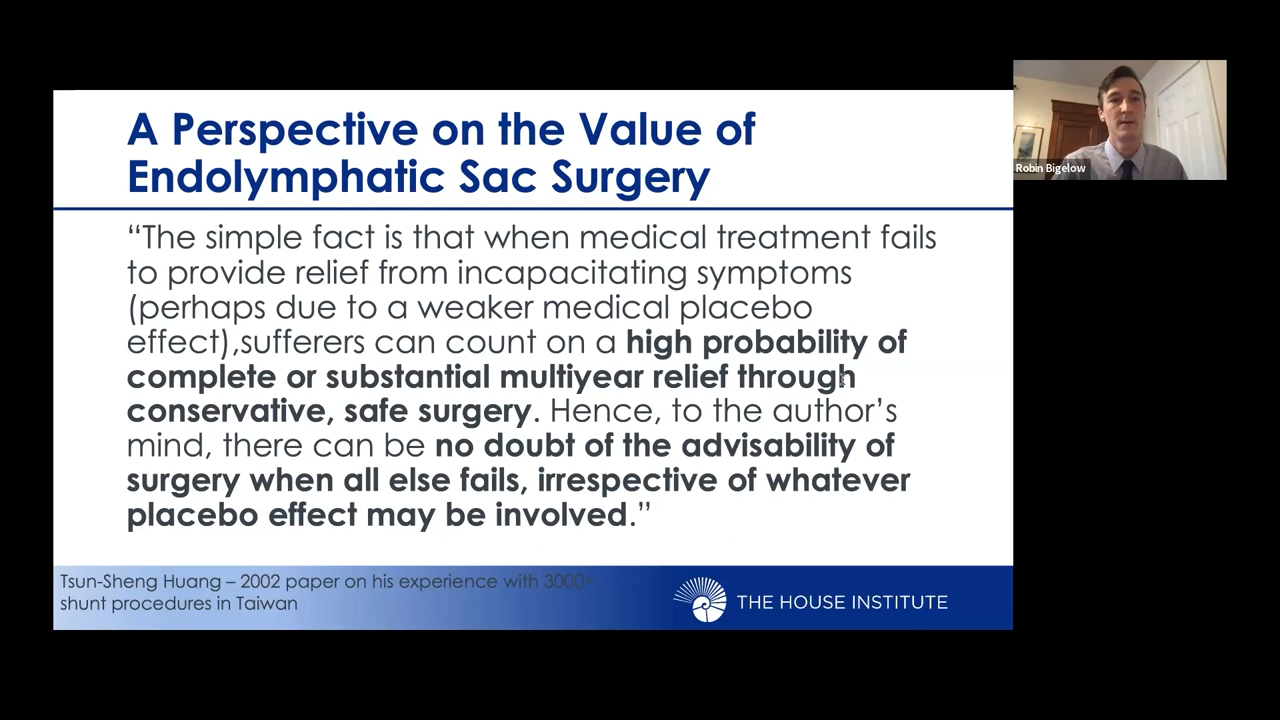 A Perspective on the Value of
Endolymphatic Sac Surgery
“The simple fact is that when medical treatment fails
to provide relief from incapacitating symptoms
(perhaps due to a weaker medical placebo
effect),sufferers can count on a high probability of
complete or substantial multiyear relief through
conservative, safe surgery. Hence, to the author’s
mind, there can be no doubt of the advisability of
surgery when all else fails, irrespective of whatever
placebo effect may be involved.”
Tsun-Sheng Huang – 2002 paper on his experience with 3000+
shunt procedures in Taiwan
THE HOUSE INSTITUTE
Robin Bigelow